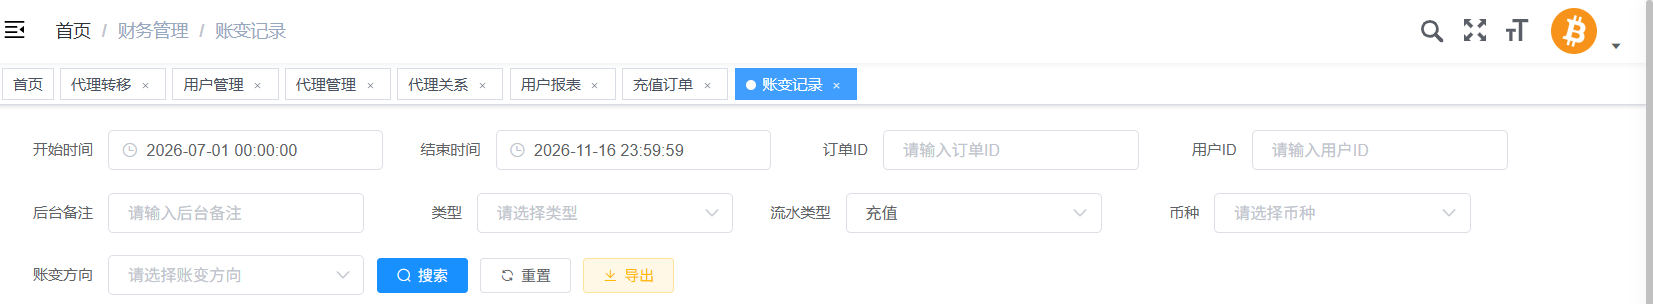 首页 / 财务管理 / 账变记录
首页 代理转移 × 用户管理 × 代理管理 × 代理关系 × 用户报表 × 充值订单 × 账变记录 ×
开始时间 2026-07-01 00:00:00 结束时间 2026-11-16 23:59:59 订单ID 请输入订单ID 用户ID 请输入用户ID
后台备注 请输入后台备注 类型 请选择类型 流水类型 充值 币种 请选择币种
账变方向 请选择账变方向 搜索 重置 导出